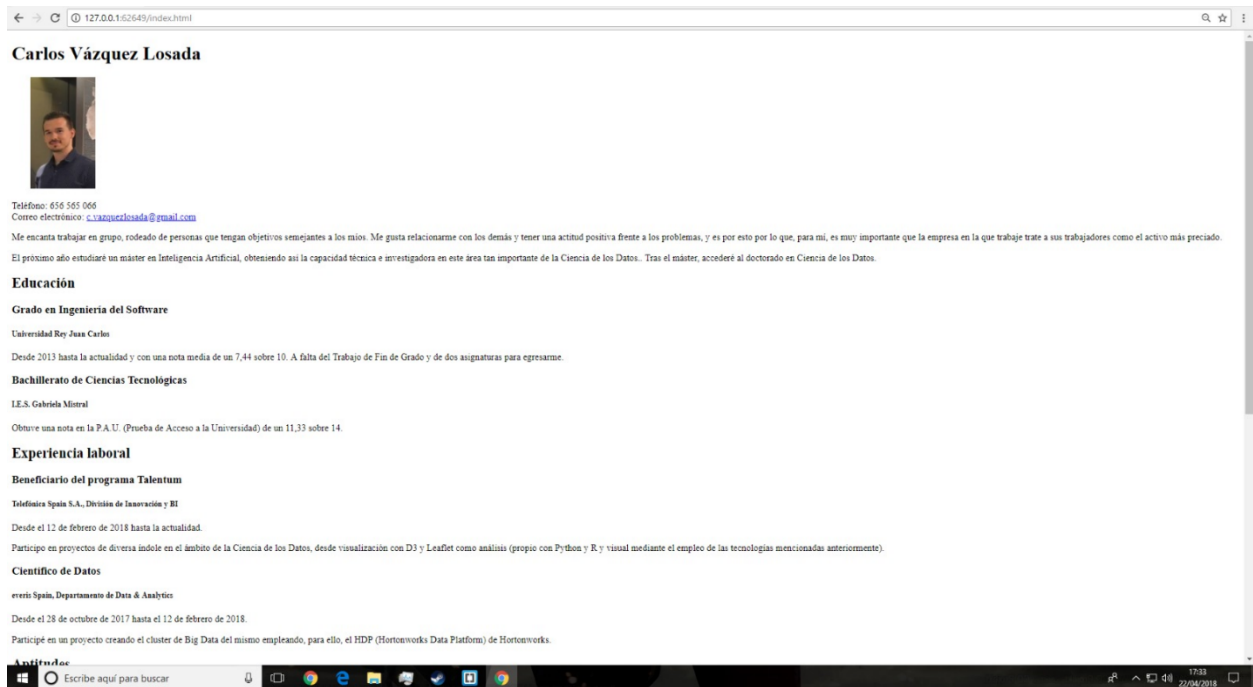 127.0.0.1:62649/index.html
Carlos Vázquez Losada
Teléfono: 656 565 066
Correo electrónico: c.vazquezlosada@gmail.com
Me encanta trabajar en grupo, rodeado de personas que tengan objetivos semejantes a los míos. Me gusta relacionarme con los demás y tener una actitud positiva frente a los problemas, y es por esto por lo que, para mí, es muy importante que la empresa en la que trabaje trate a sus trabajadores como el activo más preciado.
El próximo año estudiaré un máster en Inteligencia Artificial, obteniendo así la capacidad técnica e investigadora en este área tan importante de la Ciencia de los Datos.. Tras el máster, accederé al doctorado en Ciencia de los Datos.
Educación
Grado en Ingeniería del Software
Universidad Rey Juan Carlos
Desde 2013 hasta la actualidad y con una nota media de un 7,44 sobre 10. A falta del Trabajo de Fin de Grado y de dos asignaturas para egresarme.
Bachillerato de Ciencias Tecnológicas
I.E.S. Gabriela Mistral
Obtuve una nota en la P.A.U. (Prueba de Acceso a la Universidad) de un 11,33 sobre 14.
Experiencia laboral
Beneficiario del programa Talentum
Telefónica Spain S.A., División de Innovación y BI
Desde el 12 de febrero de 2018 hasta la actualidad.
Participo en proyectos de diversa índole en el ámbito de la Ciencia de los Datos, desde visualización con D3 y Leaflet como análisis (propio con Python y R y visual mediante el empleo de las tecnologías mencionadas anteriormente).
Científico de Datos
everis Spain, Departamento de Data & Analytics
Desde el 28 de octubre de 2017 hasta el 12 de febrero de 2018.
Participé en un proyecto creando el cluster de Big Data del mismo empleando, para ello, el HDP (Hortonworks Data Platform) de Hortonworks.
Aptitudes
Escribe aquí para buscar
17:33
22/04/2018